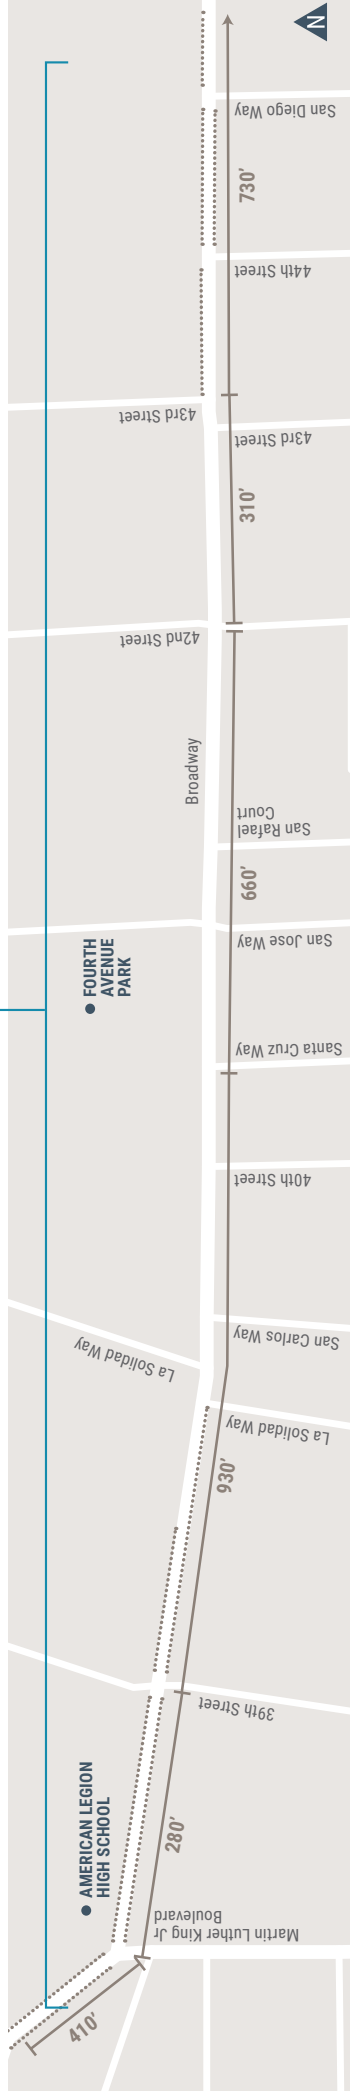 N
San Diego Way
730'
44th Street
43rd Street
43rd Street
310'
42nd Street
Broadway
San Rafael
Court
660'
FOURTH
AVENUE
PARK
San Jose Way
Santa Cruz Way
40th Street
San Carlos Way
La Solidad Way
La Solidad Way
930'
39th Street
AMERICAN LEGION
HIGH SCHOOL
280'
Martin Luther King Jr
Boulevard
410'